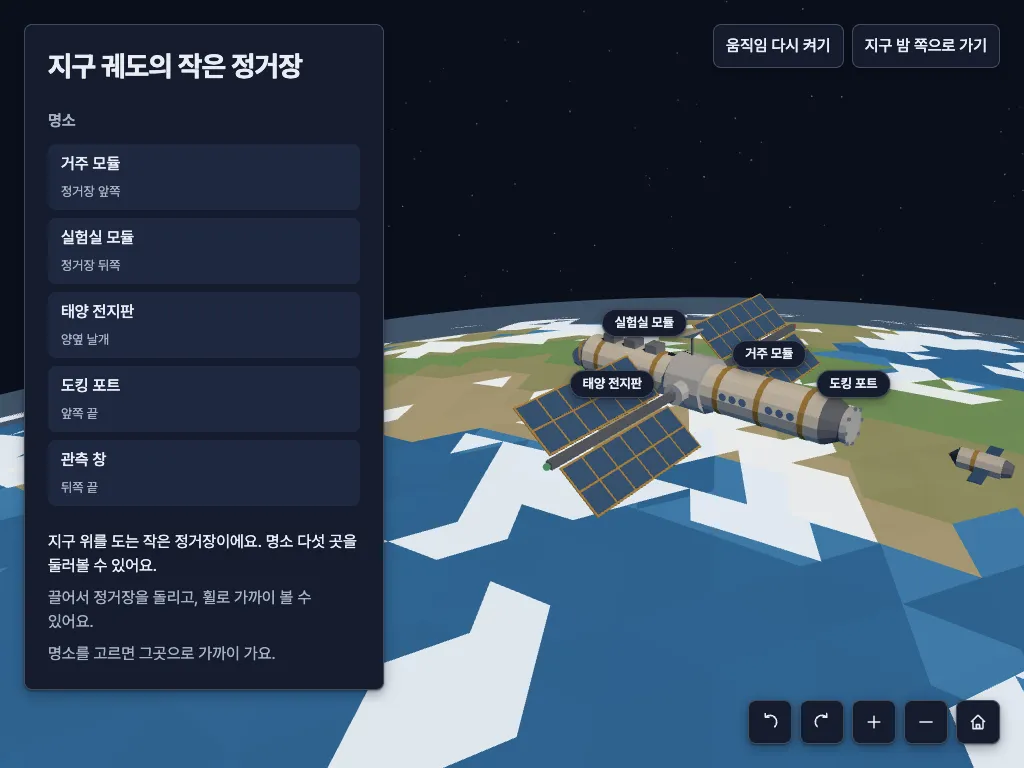 지구 궤도의 작은 정거장
명소
거주 모듈
정거장 앞쪽
실험실 모듈
정거장 뒤쪽
태양 전지판
양옆 날개
도킹 포트
앞쪽 끝
관측 창
뒤쪽 끝
지구 위를 도는 작은 정거장이에요. 명소 다섯 곳을
둘러볼 수 있어요.
끌어서 정거장을 돌리고, 휠로 가까이 볼 수
있어요.
명소를 고르면 그곳으로 가까이 가요.
움직임 다시 켜기
지구 밤 쪽으로 가기
실험실 모듈
거주 모듈
태양 전지판
도킹 포트